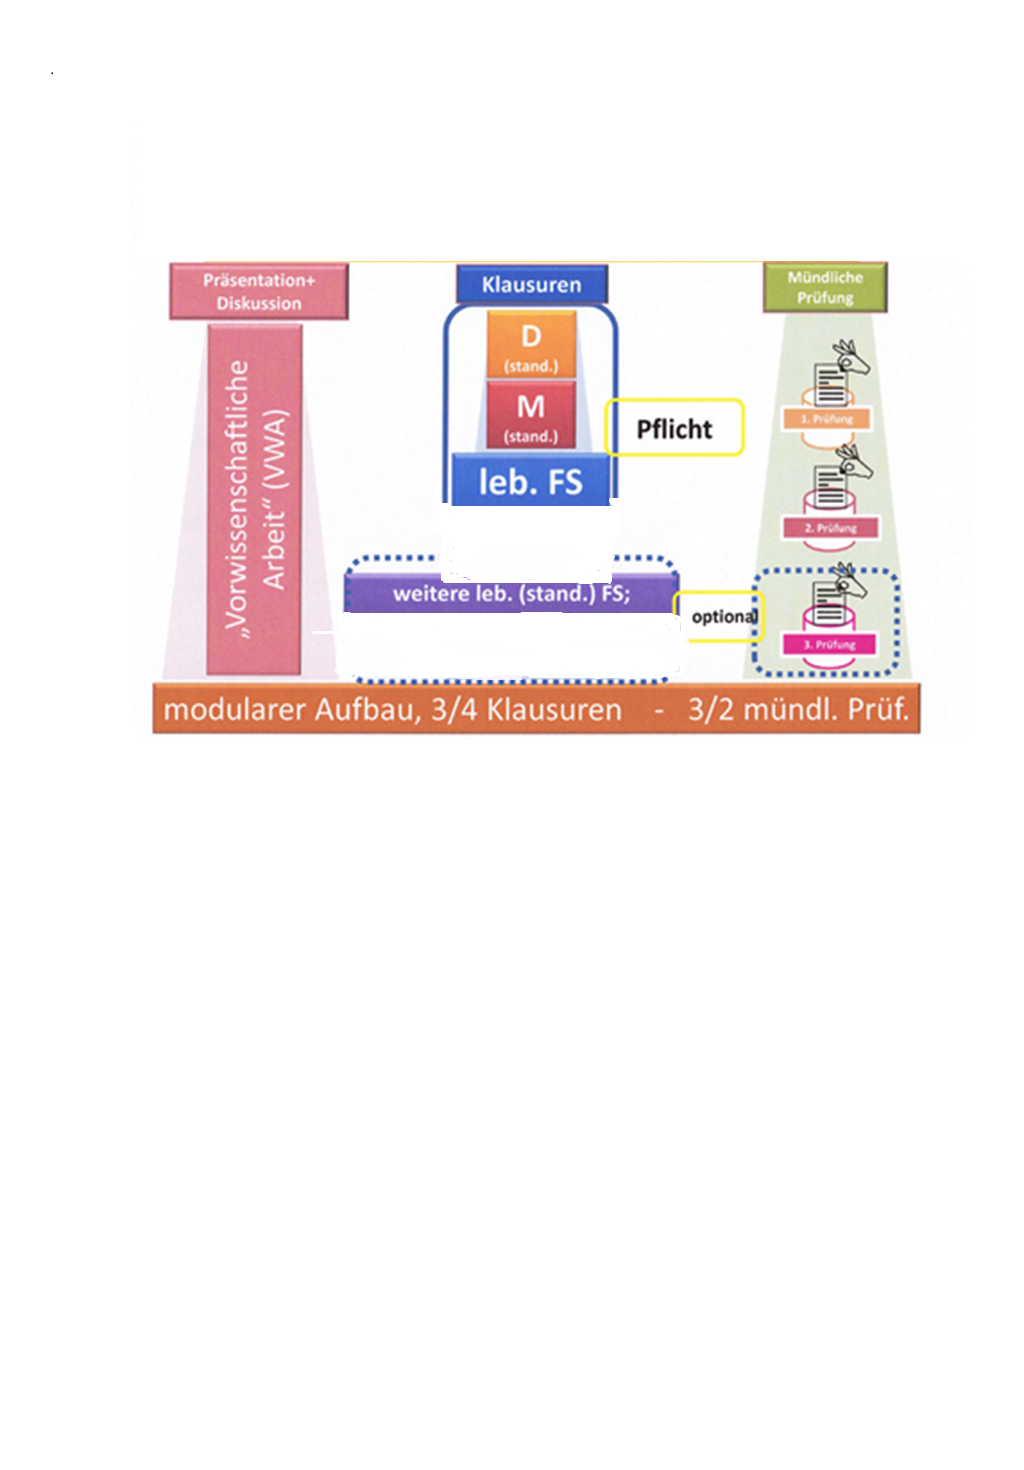 Präsentation+
Diskussion
„Vorwissenschaftliche
Arbeit“ (VWA)
Klausuren
D
(stand.)
M
(stand.)
leb. FS
Pflicht
weitere leb. (stand.) FS;
optional
Mündliche
Prüfung
1. Prüfung
2. Prüfung
3. Prüfung
modularer Aufbau, 3/4 Klausuren - 3/2 mündl. Prüf.